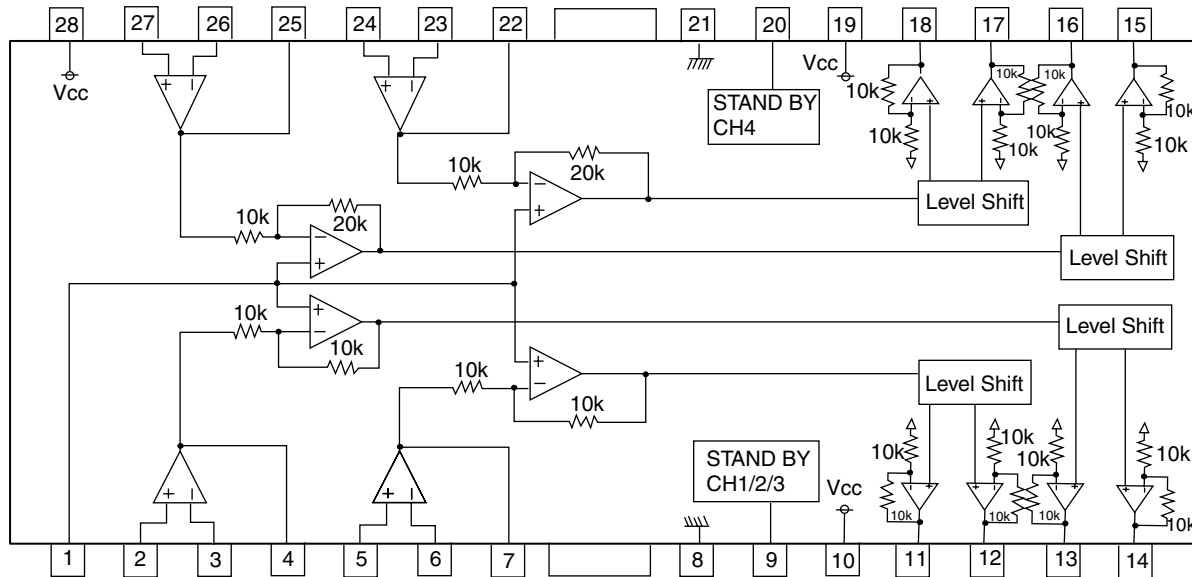 28 27 26 25 24 23 22 21 20 19 18 17 16 15
Vcc
+ −
+ −
STAND BY
CH4
Vcc
10k
10k
10k
10k
10k
10k
10k
10k
10k
20k
− +
Level Shift
10k
20k
− +
Level Shift
10k
+ −
10k
Level Shift
10k
+ −
10k
Level Shift
+ −
+ −
STAND BY
CH1/2/3
Vcc
10k
10k
10k
10k
10k
10k
10k
10k
1 2 3 4 5 6 7 8 9 10 11 12 13 14